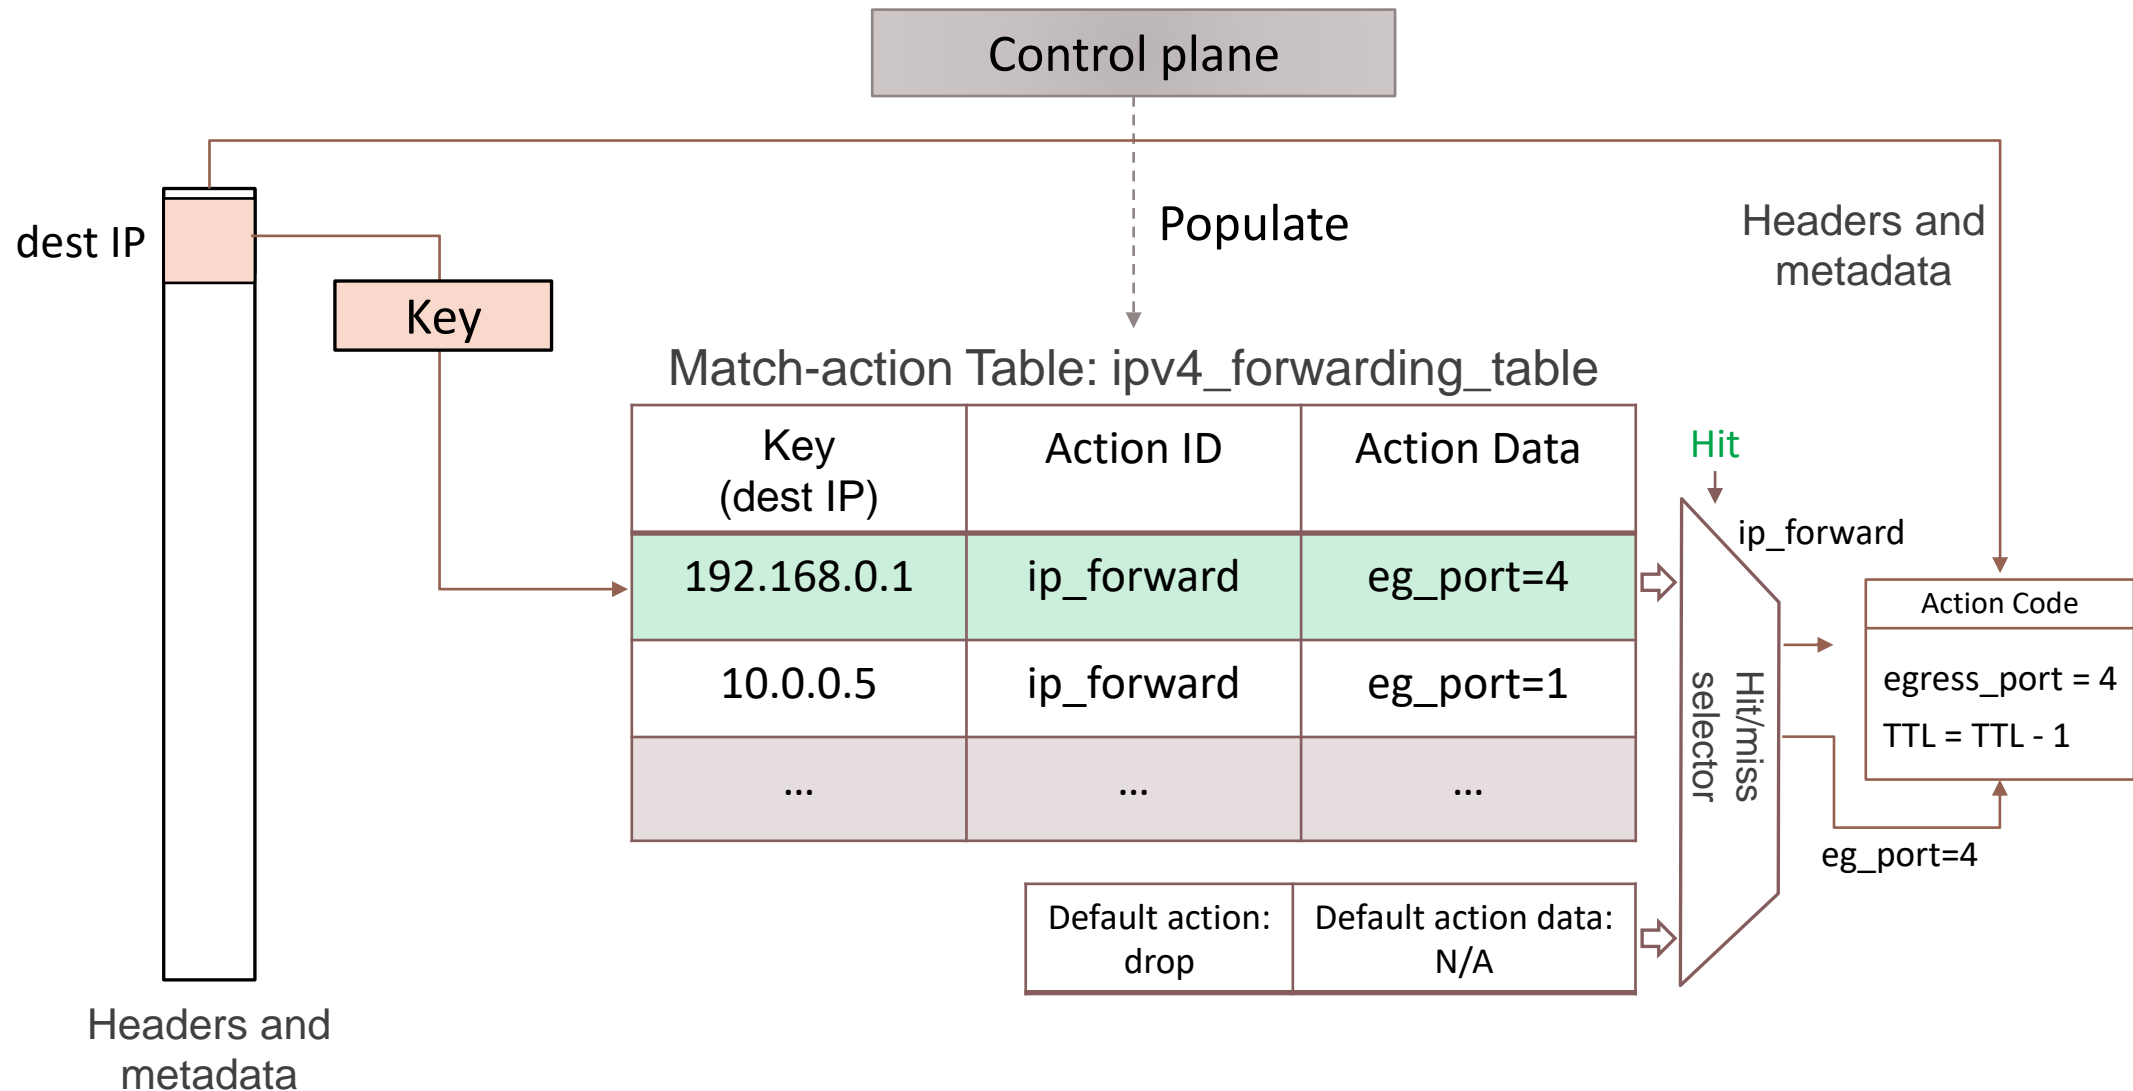 Control plane
Populate
dest IP
Key
Headers and
metadata
Match-action Table: ipv4_forwarding_table
Key
(dest IP)
Action ID
Action Data
192.168.0.1
ip_forward
eg_port=4
10.0.0.5
ip_forward
eg_port=1
...
...
...
Default action:
drop
Default action data:
N/A
Hit
Hit/miss
selector
ip_forward
eg_port=4
Action Code
egress_port = 4
TTL = TTL - 1
Headers and
metadata